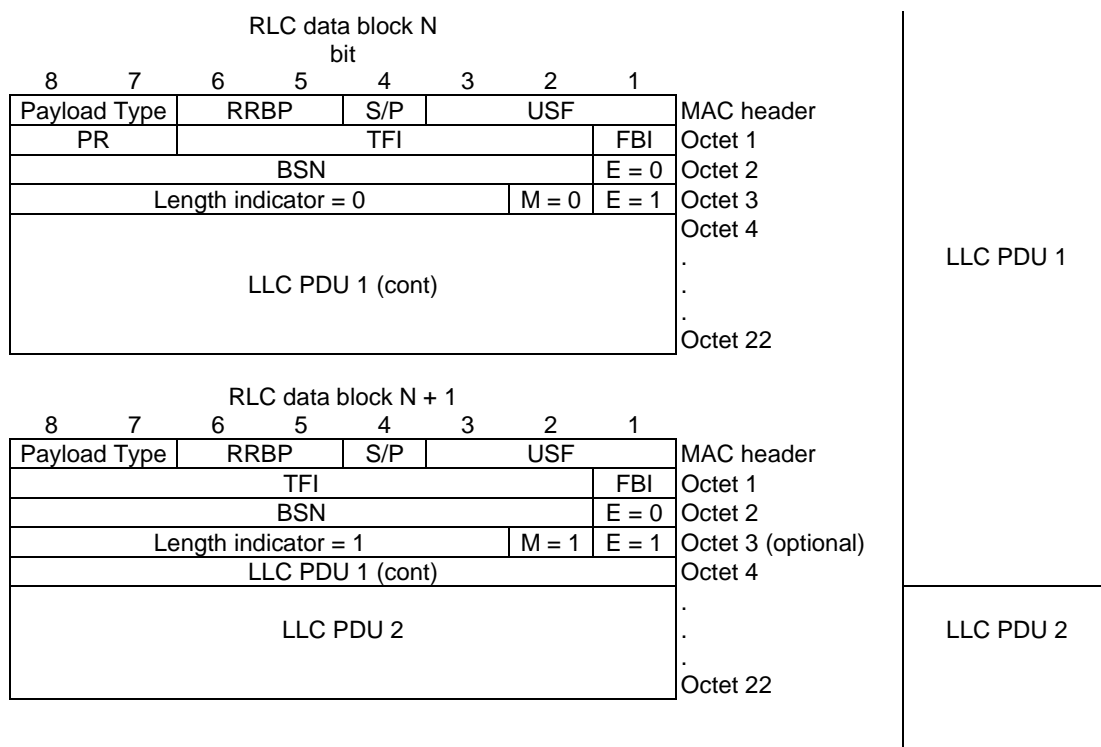 RLC data block N
bit
8 7 6 5 4 3 2 1
Payload Type RRBP S/P USF MAC header
PR TFI FBI Octet 1
BSN E = 0 Octet 2
Length indicator = 0 M = 0 E = 1 Octet 3
Octet 4
.
LLC PDU 1 (cont) . LLC PDU 1
.
Octet 22
RLC data block N + 1
8 7 6 5 4 3 2 1
Payload Type RRBP S/P USF MAC header
TFI FBI Octet 1
BSN E = 0 Octet 2
Length indicator = 1 M = 1 E = 1 Octet 3 (optional)
LLC PDU 1 (cont) Octet 4
.
LLC PDU 2 . LLC PDU 2
.
Octet 22